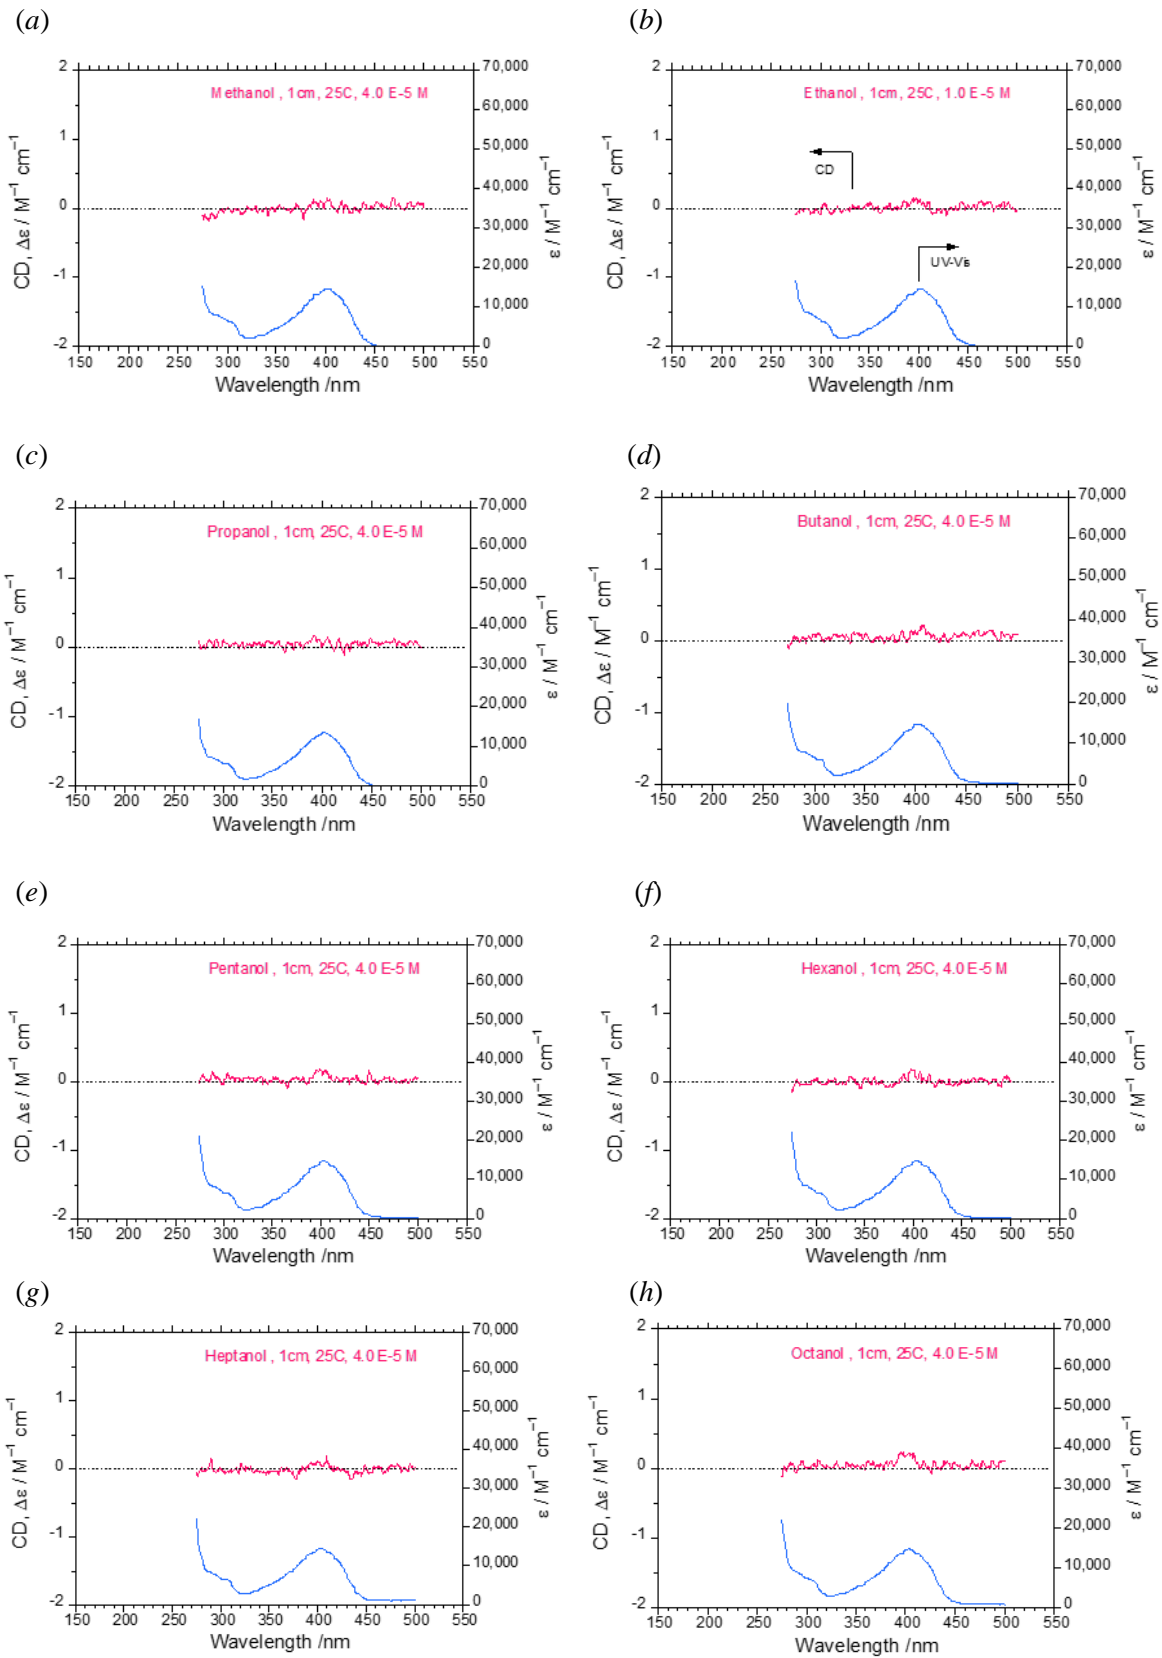 (a)
Methanol , 1cm, 25C, 4.0 E-5 M
CD, Δε / M⁻¹ cm⁻¹
2
1
0
-1
-2
70,000
60,000
50,000
40,000
30,000
20,000
10,000
0
ε / M⁻¹ cm⁻¹
150 200 250 300 350 400 450 500 550
Wavelength /nm
(b)
Ethanol , 1cm, 25C, 1.0 E-5 M
CD
UV-Vis
CD, Δε / M⁻¹ cm⁻¹
2
1
0
-1
-2
70,000
60,000
50,000
40,000
30,000
20,000
10,000
0
ε / M⁻¹ cm⁻¹
150 200 250 300 350 400 450 500 550
Wavelength /nm
(c)
Propanol , 1cm, 25C, 4.0 E-5 M
CD, Δε / M⁻¹ cm⁻¹
2
1
0
-1
-2
70,000
60,000
50,000
40,000
30,000
20,000
10,000
0
ε / M⁻¹ cm⁻¹
150 200 250 300 350 400 450 500 550
Wavelength /nm
(d)
Butanol , 1cm, 25C, 4.0 E-5 M
CD, Δε / M⁻¹ cm⁻¹
2
1
0
-1
-2
70,000
60,000
50,000
40,000
30,000
20,000
10,000
0
ε / M⁻¹ cm⁻¹
150 200 250 300 350 400 450 500 550
Wavelength /nm
(e)
Pentanol , 1cm, 25C, 4.0 E-5 M
CD, Δε / M⁻¹ cm⁻¹
2
1
0
-1
-2
70,000
60,000
50,000
40,000
30,000
20,000
10,000
0
ε / M⁻¹ cm⁻¹
150 200 250 300 350 400 450 500 550
Wavelength /nm
(f)
Hexanol , 1cm, 25C, 4.0 E-5 M
CD, Δε / M⁻¹ cm⁻¹
2
1
0
-1
-2
70,000
60,000
50,000
40,000
30,000
20,000
10,000
0
ε / M⁻¹ cm⁻¹
150 200 250 300 350 400 450 500 550
Wavelength /nm
(g)
Heptanol , 1cm, 25C, 4.0 E-5 M
CD, Δε / M⁻¹ cm⁻¹
2
1
0
-1
-2
70,000
60,000
50,000
40,000
30,000
20,000
10,000
0
ε / M⁻¹ cm⁻¹
150 200 250 300 350 400 450 500 550
Wavelength /nm
(h)
Octanol , 1cm, 25C, 4.0 E-5 M
CD, Δε / M⁻¹ cm⁻¹
2
1
0
-1
-2
70,000
60,000
50,000
40,000
30,000
20,000
10,000
0
ε / M⁻¹ cm⁻¹
150 200 250 300 350 400 450 500 550
Wavelength /nm